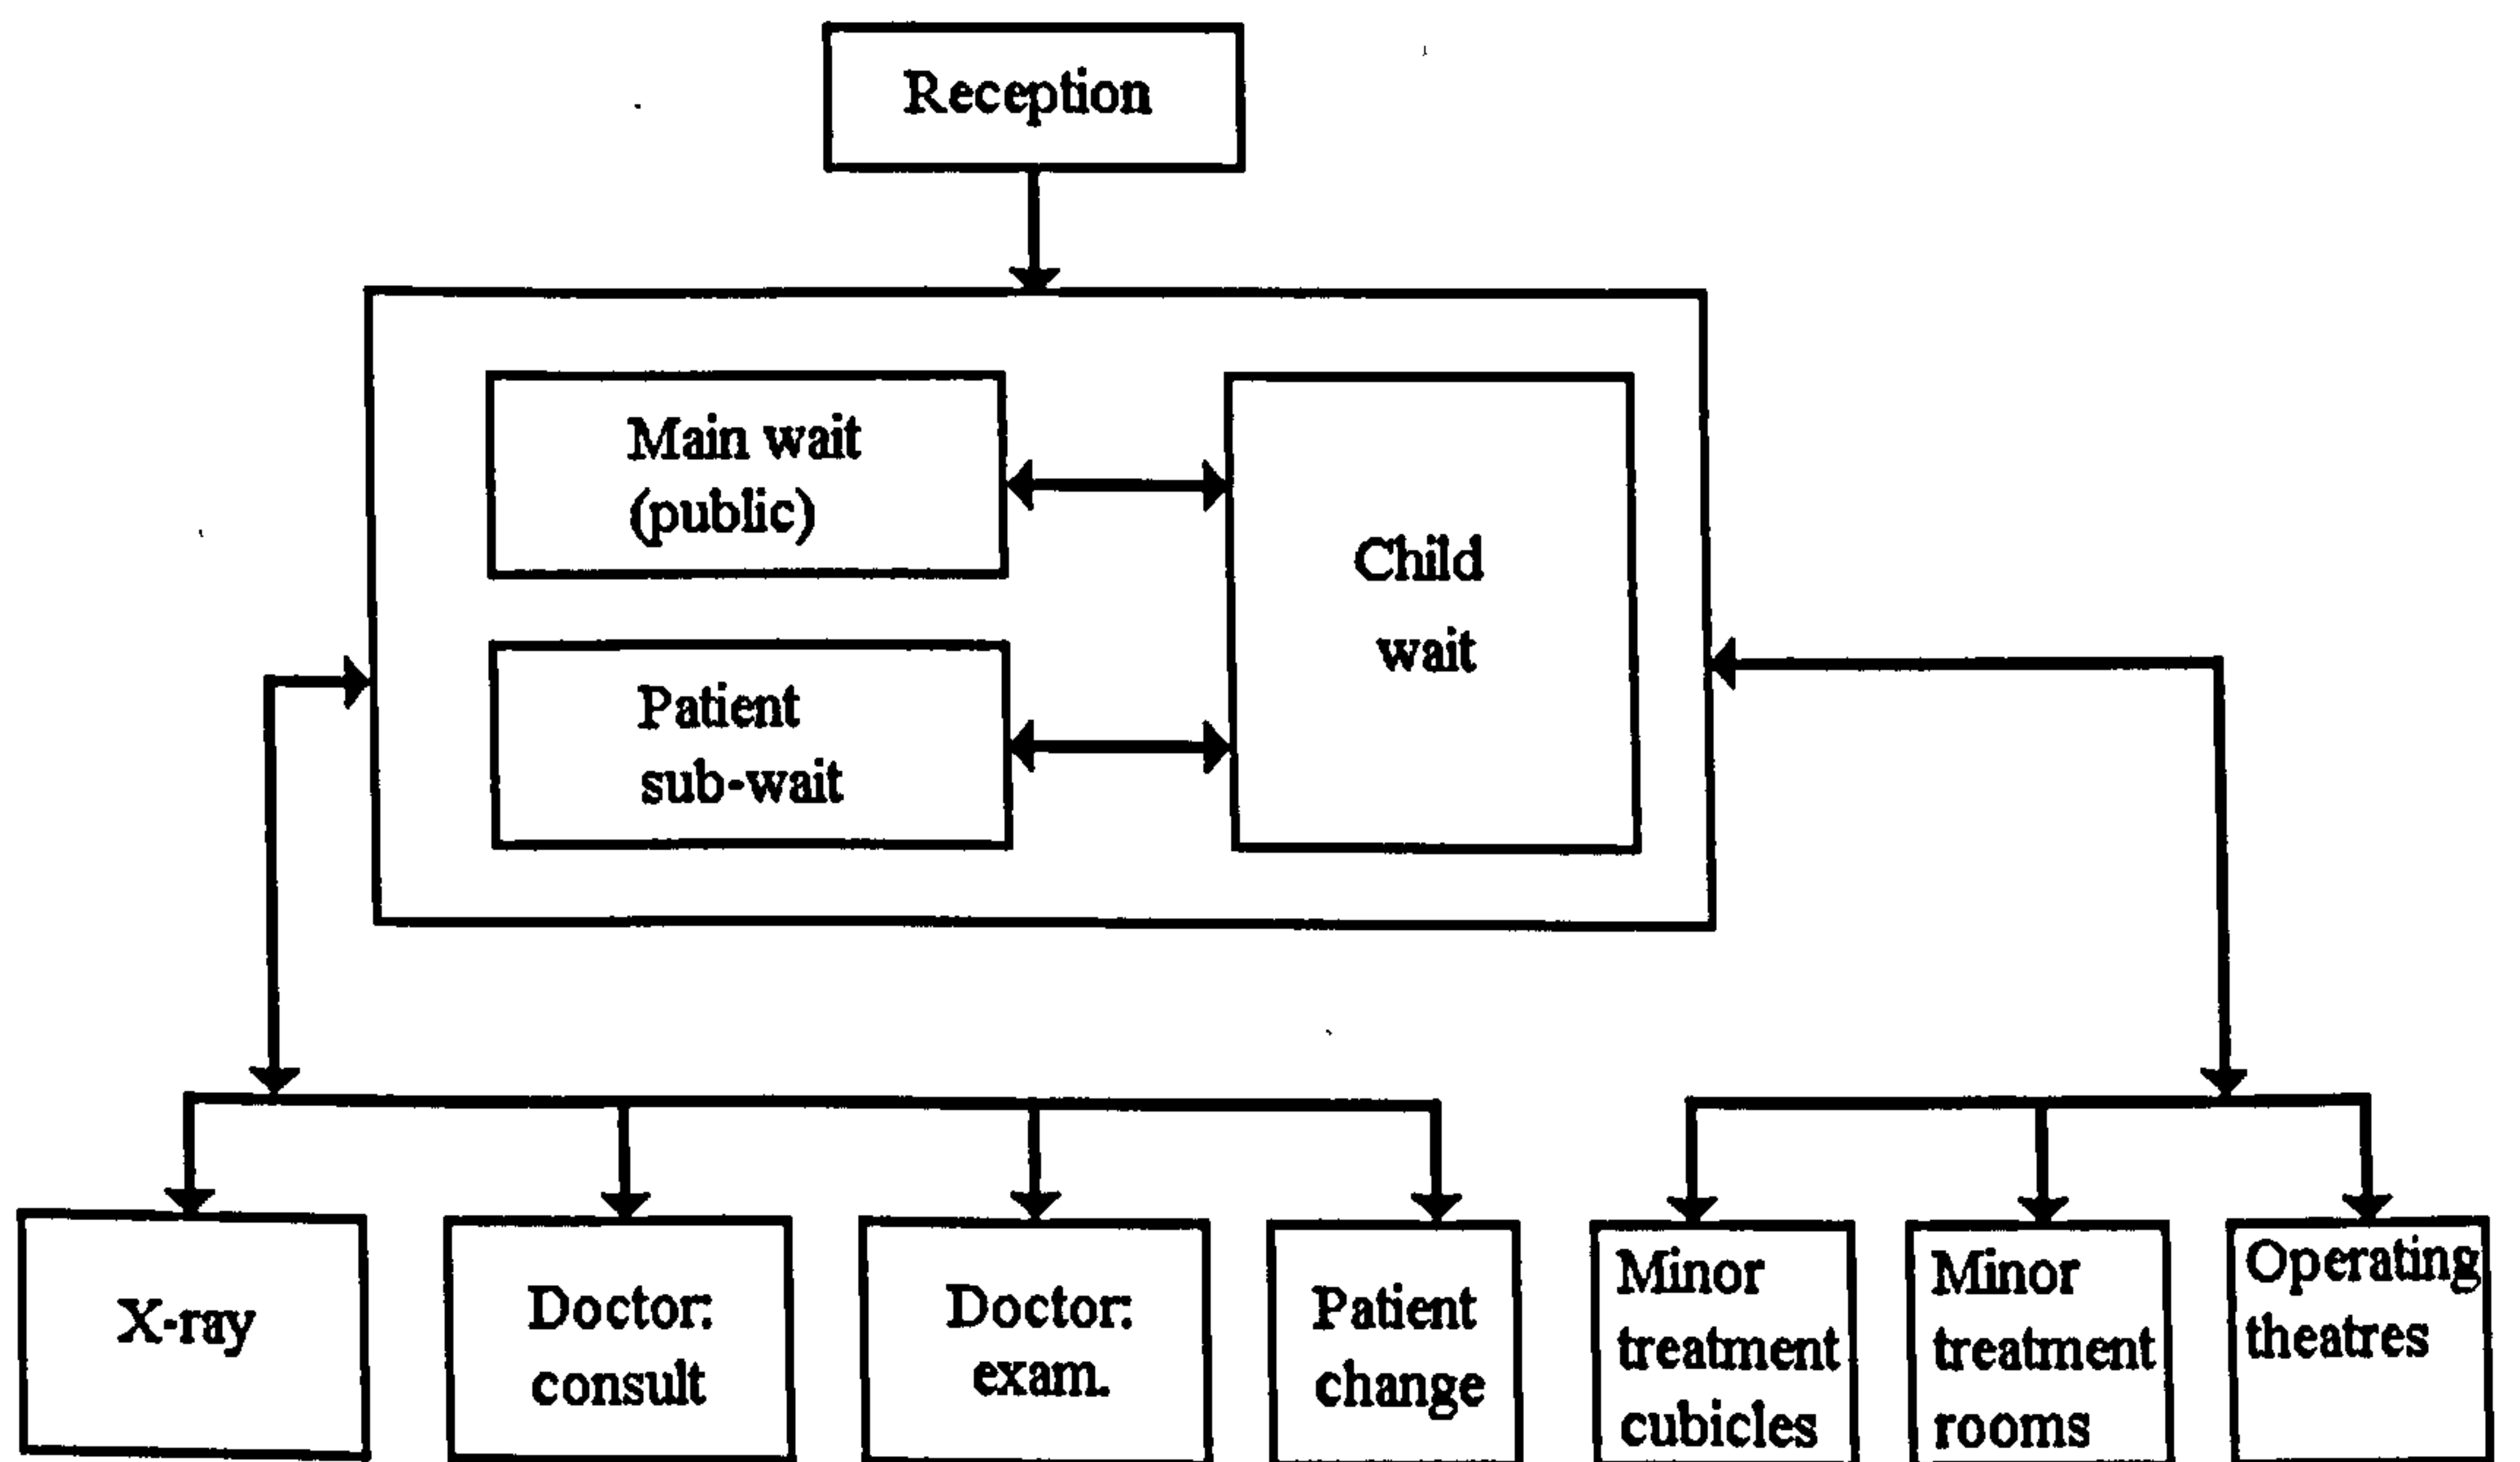 Reception
Main wait
(public)
Child
wait
Patient
sub-wait
X-ray
Doctor:
consult
Doctor:
exam.
Patient
change
Minor
treatment
cubicles
Minor
treatment
rooms
Operating
theatres